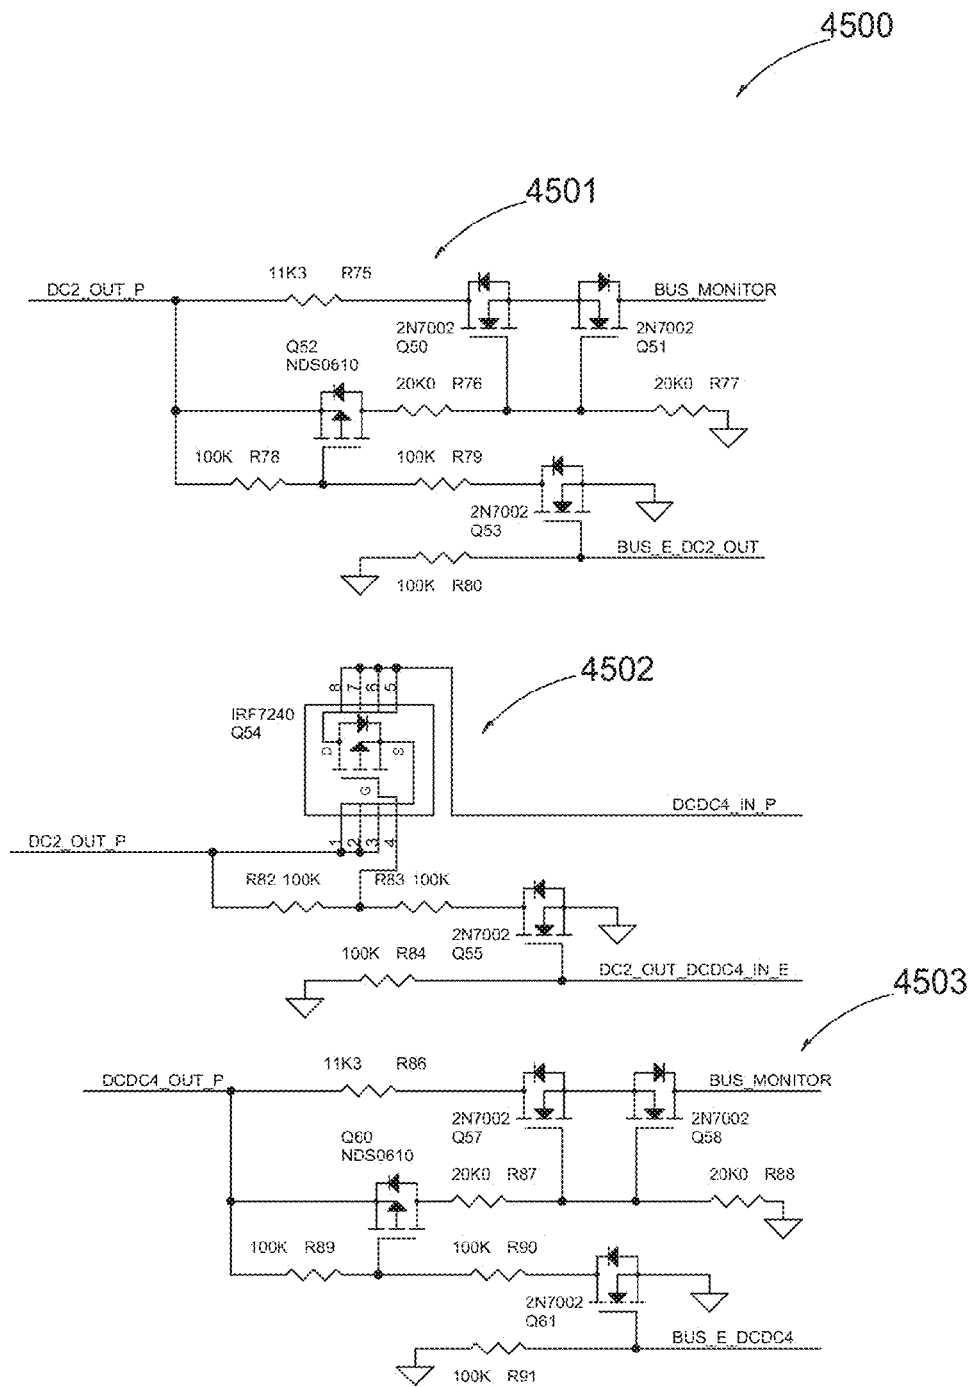 4500
4501
11K3 R75
DC2_OUT_P
BUS_MONITOR
2N7002
Q50
2N7002
Q51
Q52
NDS0610
20K0 R76
20K0 R77
100K R78
100K R79
2N7002
Q53
BUS_E_DC2_OUT
100K R80
4502
8 7 6 5
IRF7240
Q54
D S
G
DCDC4_IN_P
1 2 3 4
DC2_OUT_P
R82 100K R83 100K
2N7002
Q55
100K R84
DC2_OUT_DCDC4_IN_E
4503
11K3 R86
DCDC4_OUT_P
BUS_MONITOR
2N7002
Q57
2N7002
Q58
Q60
NDS0610
20K0 R87
20K0 R88
100K R89
100K R90
2N7002
Q61
BUS_E_DCDC4
100K R91